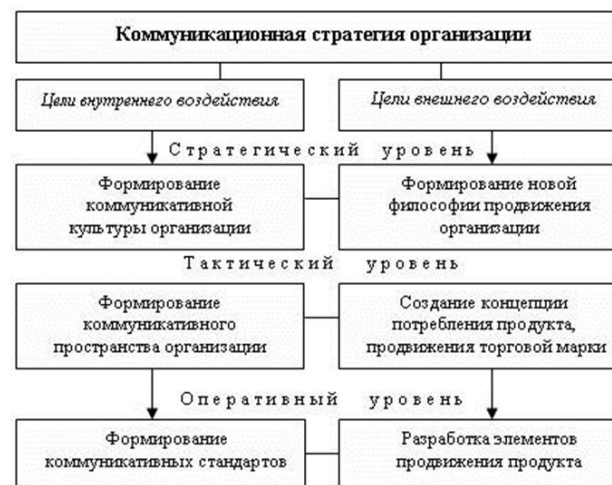 Коммуникационная стратегия организации
Цели внутреннего воздействия
Цели внешнего воздействия
Стратегический уровень
Формирование
коммуникативной
культуры организации
Формирование новой
философии продвижения
организации
Тактический уровень
Формирование
коммуникативного
пространства организации
Создание концепции
потребления продукта,
продвижения торговой марки
Оперативный уровень
Формирование
коммуникативных стандартов
Разработка элементов
продвижения продукта